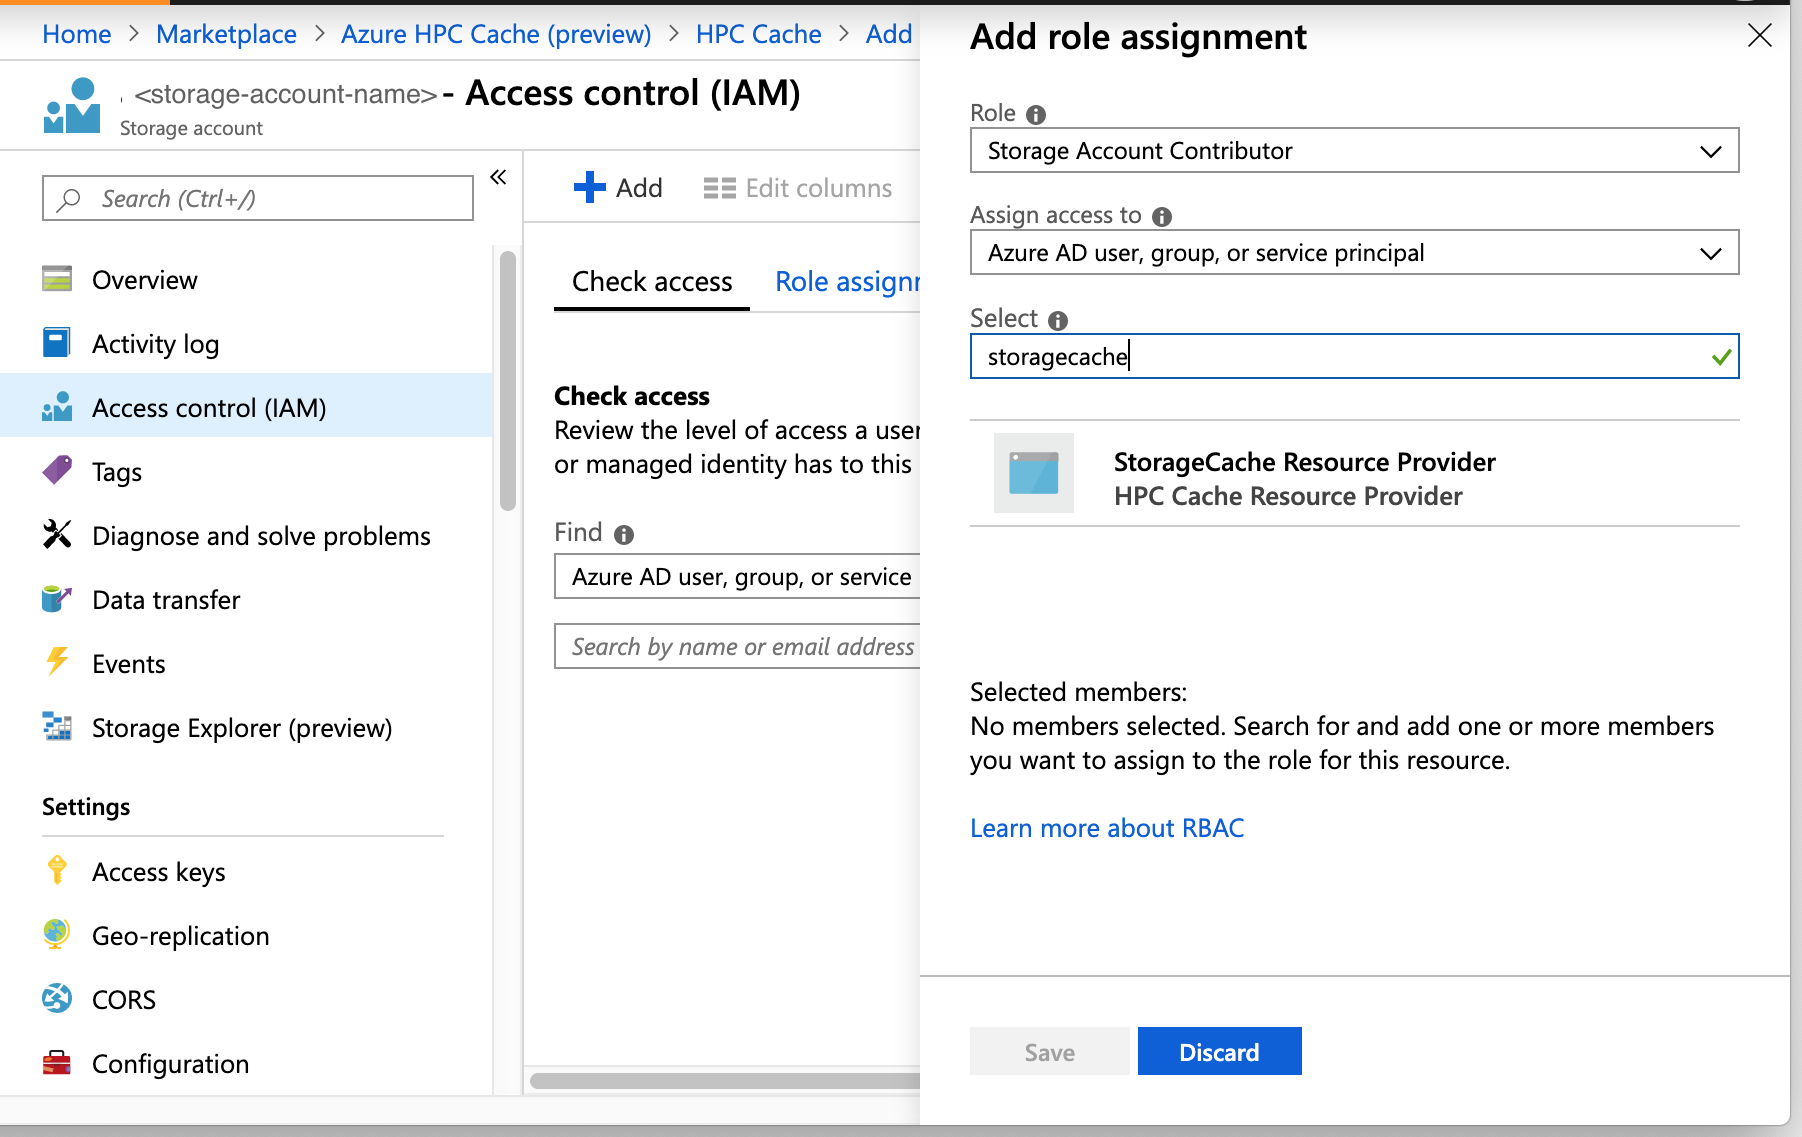 Home > Marketplace > Azure HPC Cache (preview) > HPC Cache > Add
<storage-account-name> - Access control (IAM)
Storage account
«
Search (Ctrl+/)
Overview
Activity log
Access control (IAM)
Tags
Diagnose and solve problems
Data transfer
Events
Storage Explorer (preview)
Settings
Access keys
Geo-replication
CORS
Configuration
Add
Edit columns
Check access
Role assignm
Check access
Review the level of access a user
or managed identity has to this
Find
Azure AD user, group, or service
Search by name or email address
Add role assignment
Role
Storage Account Contributor
Assign access to
Azure AD user, group, or service principal
Select
storagecache
StorageCache Resource Provider
HPC Cache Resource Provider
Selected members:
No members selected. Search for and add one or more members
you want to assign to the role for this resource.
Learn more about RBAC
Save
Discard